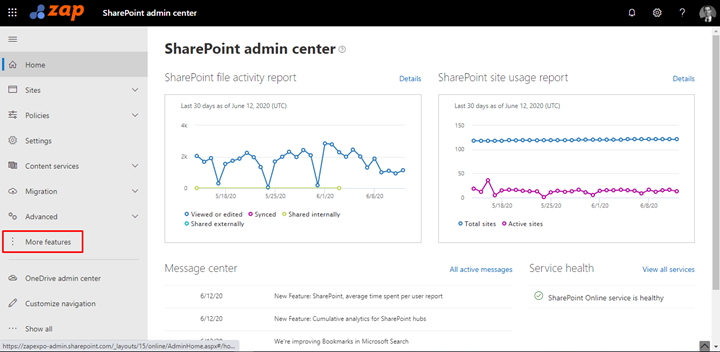 zap SharePoint admin center ?
Home
Sites
Policies
Settings
Content services
Migration
Advanced
More features
OneDrive admin center
Customize navigation
Show all
https://zapexpo-admin.sharepoint.com/_layouts/15/online/AdminHome.aspx#/ho...
SharePoint admin center ?
SharePoint file activity report Details
Last 30 days as of June 12, 2020 (UTC)
4k
2k
0
5/18/20 5/25/20 6/1/20 6/8/20
Viewed or edited Synced Shared internally
Shared externally
SharePoint site usage report Details
Last 30 days as of June 12, 2020 (UTC)
150
100
50
0
5/18/20 5/25/20 6/1/20 6/8/20
Total sites Active sites
Message center All active messages
6/12/20 New Feature: SharePoint, average time spent per user report
6/12/20 New Feature: Cumulative analytics for SharePoint hubs
6/12/20 We're improving Bookmarks in Microsoft Search
Service health View all services
SharePoint Online service is healthy